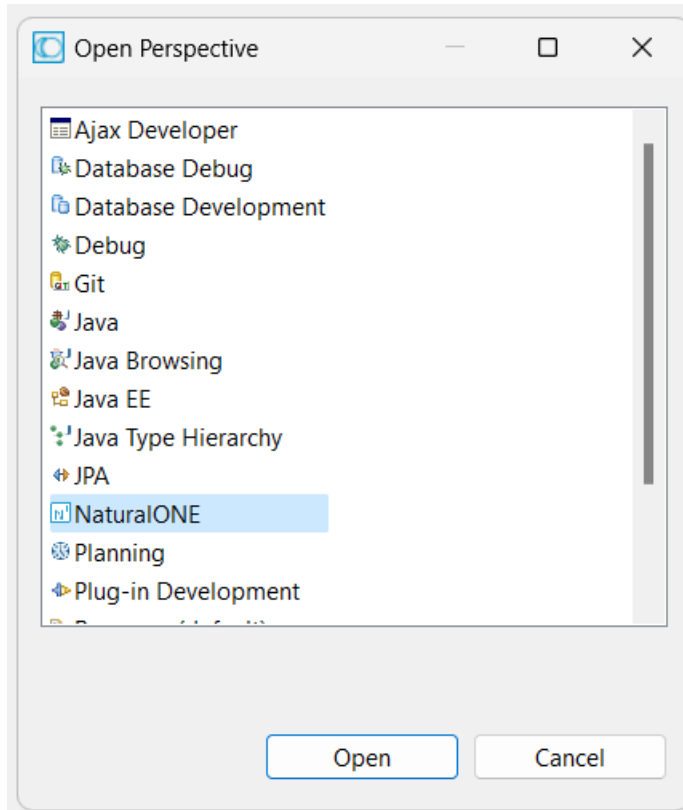 Open Perspective
Ajax Developer
Database Debug
Database Development
Debug
Git
Java
Java Browsing
Java EE
Java Type Hierarchy
JPA
NaturalONE
Planning
Plug-in Development
Open
Cancel